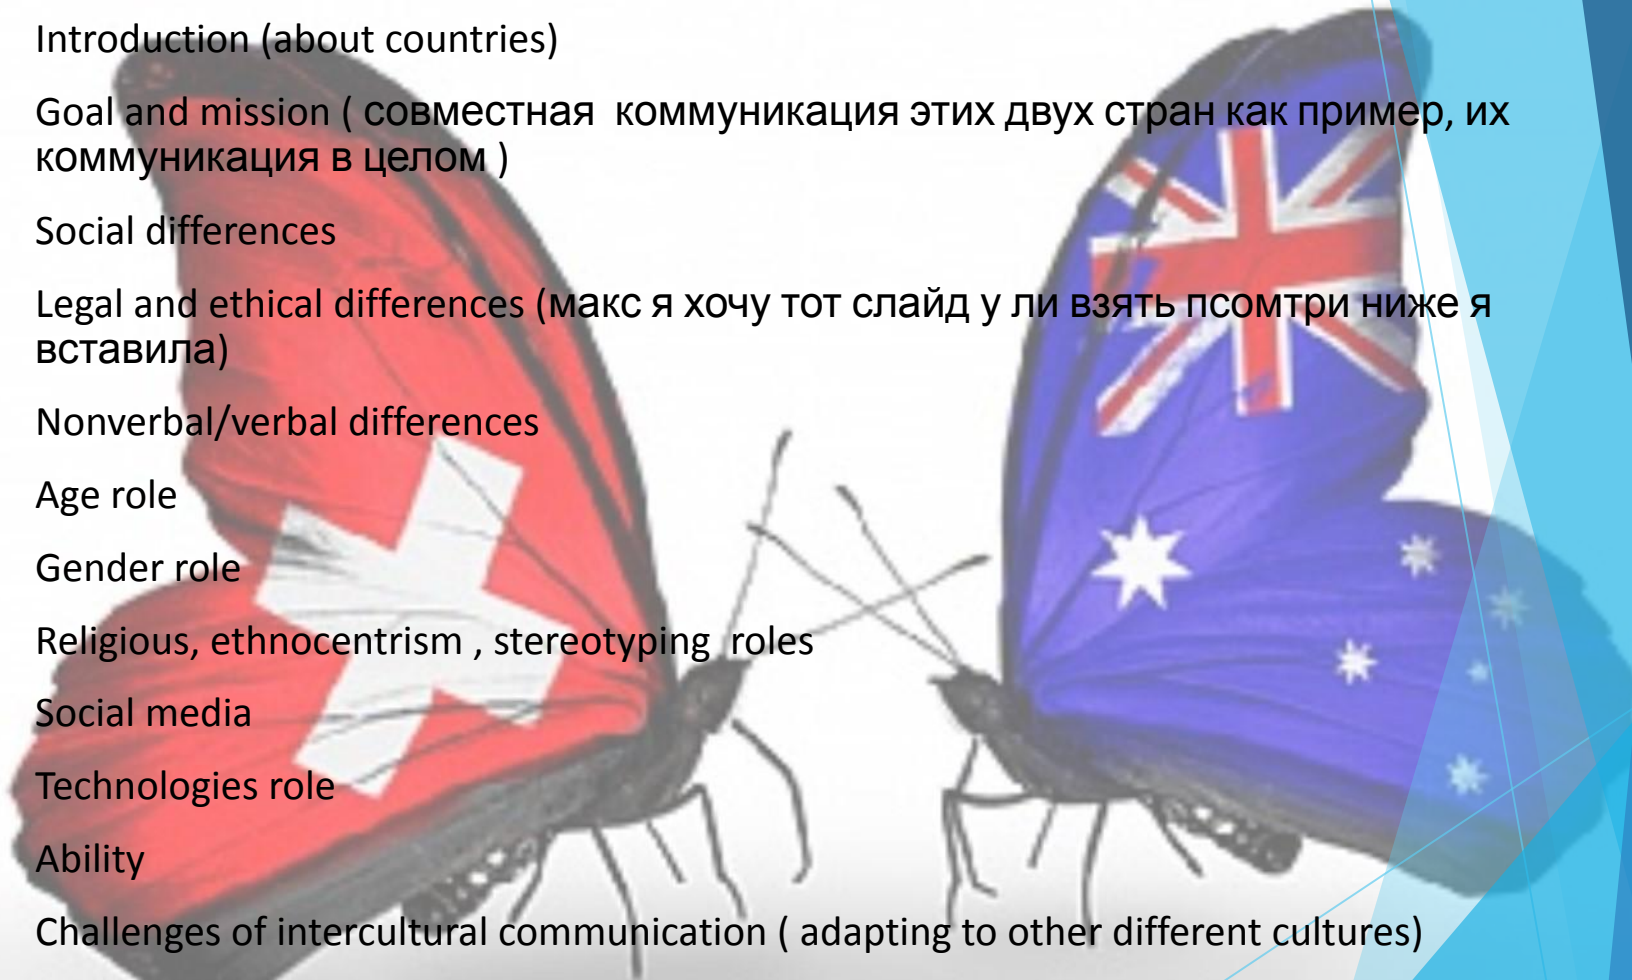 Introduction (about countries)
Goal and mission ( совместная  коммуникация этих двух стран как пример, их
коммуникация в целом )
Social differences
Legal and ethical differences (макс я хочу тот слайд у ли взять псомтри ниже я
вставила)
Nonverbal/verbal differences
Age role
Gender role
Religious, ethnocentrism , stereotyping  roles
Social media
Technologies role
Ability
Challenges of intercultural communication ( adapting to other different cultures)